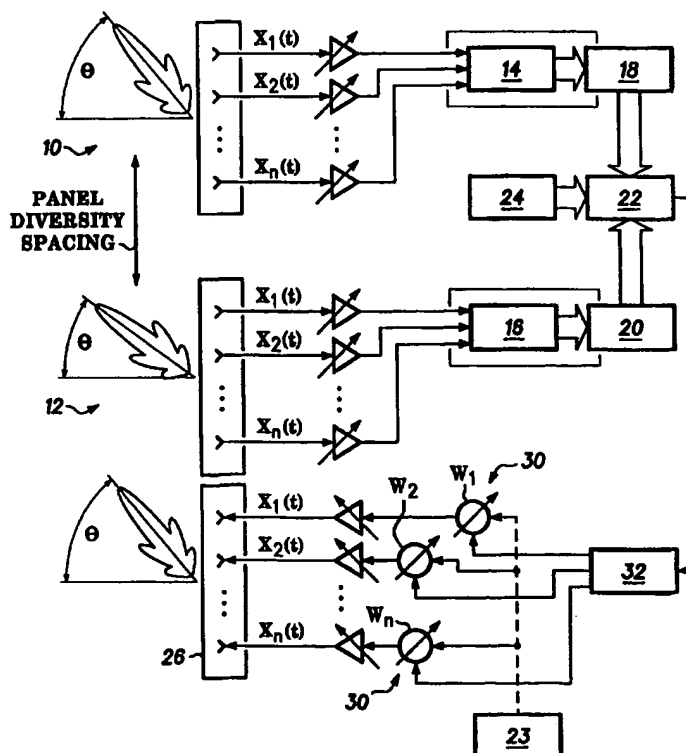 θ
X1(t)
X2(t)
Xn(t)
14
18
10
PANEL
DIVERSITY
SPACING
24
22
θ
X1(t)
X2(t)
Xn(t)
18
20
12
θ
X1(t)
X2(t)
Xn(t)
W1
W2
Wn
30
32
26
30
23